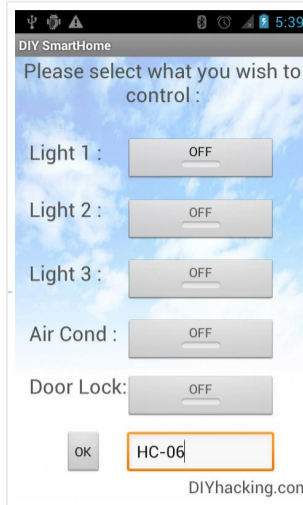 5:39
DIY SmartHome
Please select what you wish to
control :
Light 1 : OFF
Light 2 : OFF
Light 3 : OFF
Air Cond : OFF
Door Lock: OFF
OK HC-06
DIYhacking.com